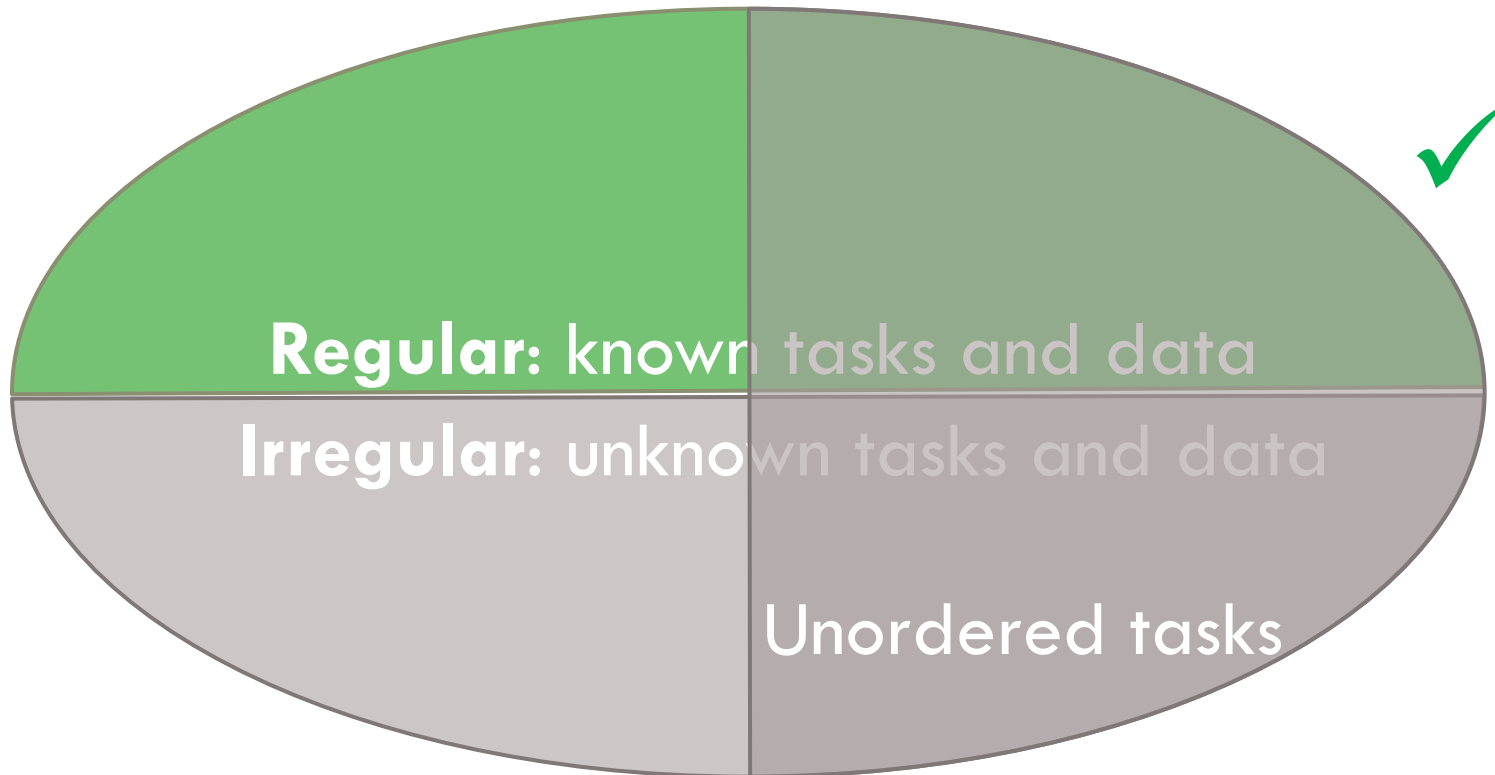 Regular: known tasks and data
Irregular: unknown tasks and data
Unordered tasks